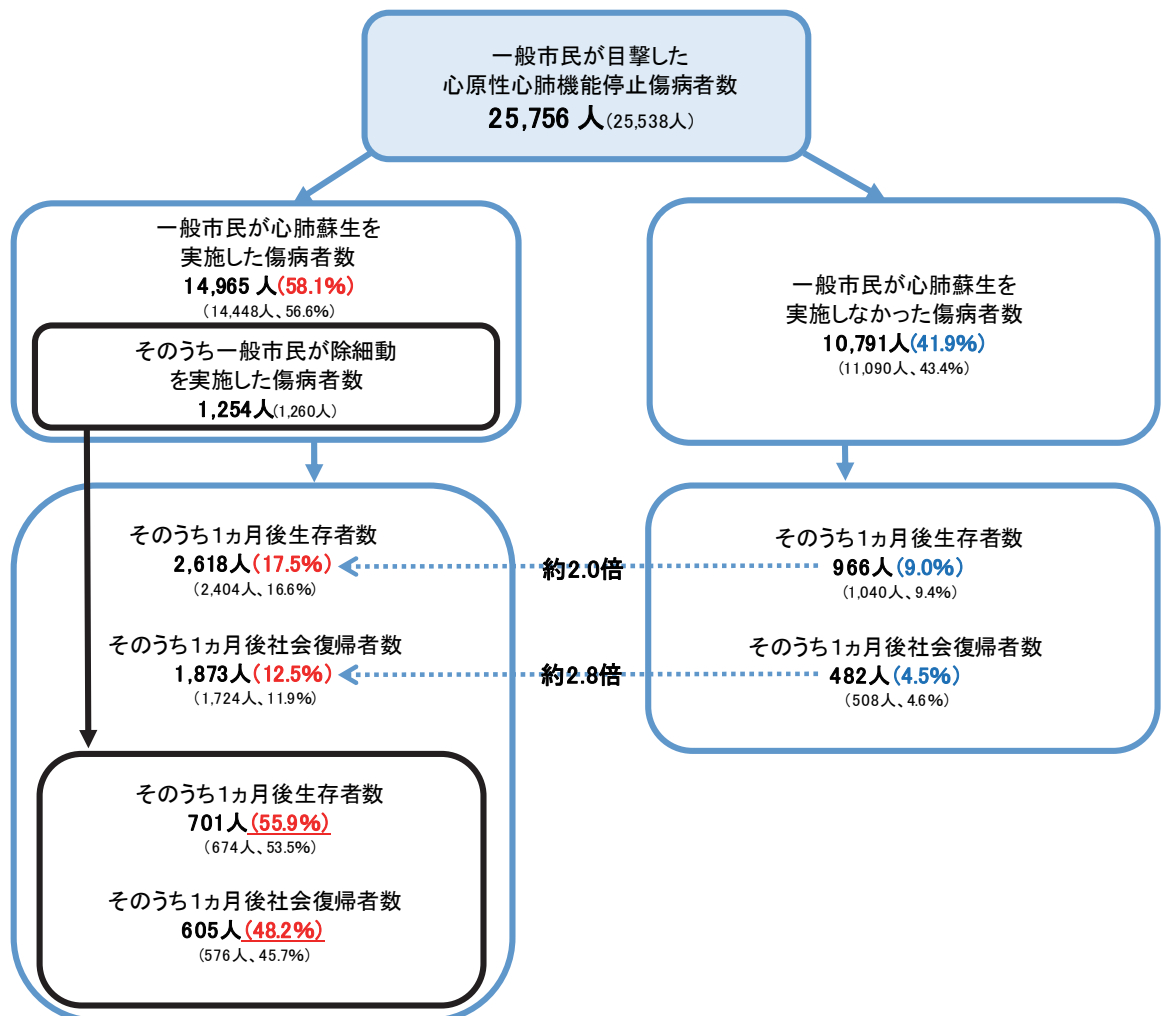 一般市民が目撃した
心原性心肺機能停止傷病者数
25,756 人(25,538人)
一般市民が心肺蘇生を
実施した傷病者数
14,965 人(58.1%)
(14,448人、56.6%)
そのうち一般市民が除細動
を実施した傷病者数
1,254人(1,260人)
一般市民が心肺蘇生を
実施しなかった傷病者数
10,791人(41.9%)
(11,090人、43.4%)
そのうち1ヵ月後生存者数
2,618人(17.5%)
(2,404人、16.6%)
約2.0倍
そのうち1ヵ月後生存者数
966人(9.0%)
(1,040人、9.4%)
そのうち1ヵ月後社会復帰者数
1,873人(12.5%)
(1,724人、11.9%)
約2.8倍
そのうち1ヵ月後社会復帰者数
482人(4.5%)
(508人、4.6%)
そのうち1ヵ月後生存者数
701人(55.9%)
(674人、53.5%)
そのうち1ヵ月後社会復帰者数
605人(48.2%)
(576人、45.7%)